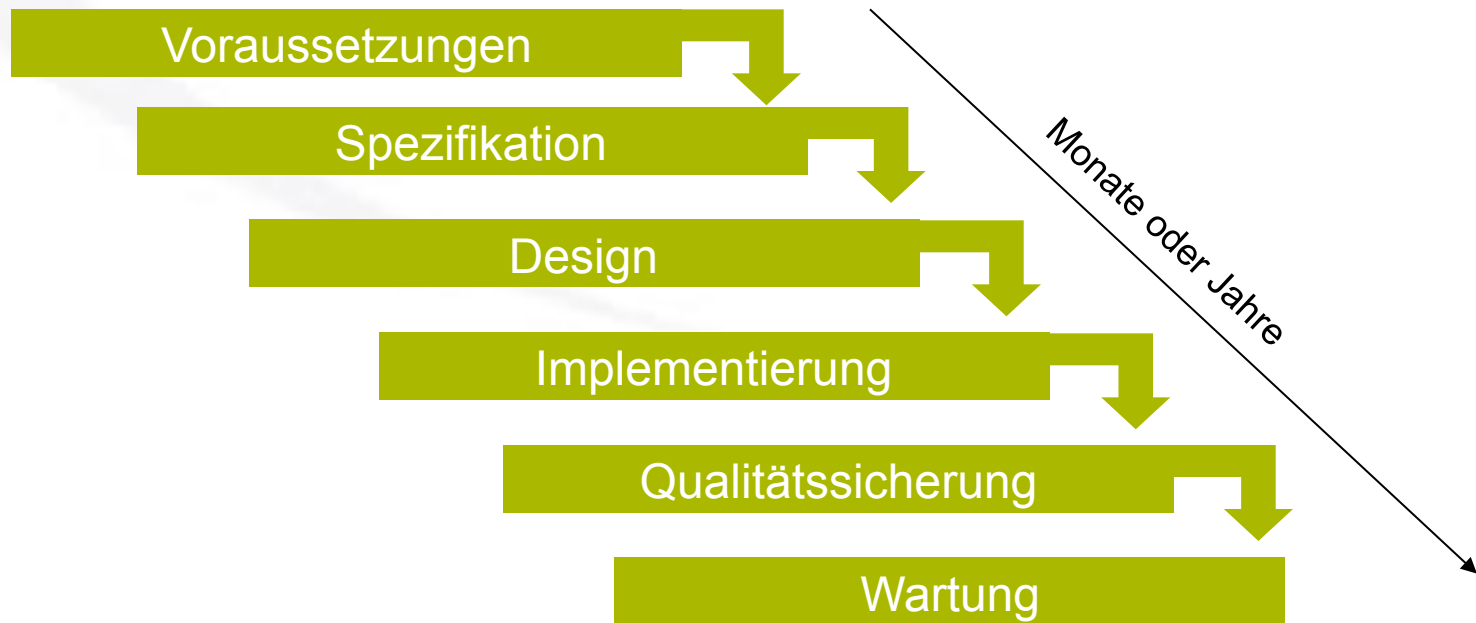 Voraussetzungen
Spezifikation
Monate oder Jahre
Design
Implementierung
Qualitätssicherung
Wartung